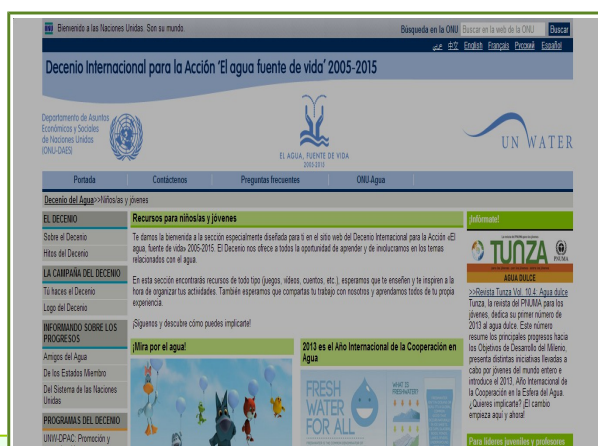 Bienvenido a las Naciones Unidas. Son su mundo.
Búsqueda en la ONU Buscar en la web de la ONU Buscar
عربي 中文 English Français Русский Español
Decenio Internacional para la Acción 'El agua fuente de vida' 2005-2015
Departamento de Asuntos
Económicos y Sociales
de Naciones Unidas
(ONU-DAES)
EL AGUA, FUENTE DE VIDA
2005-2015
UN WATER
Portada Contáctenos Preguntas frecuentes ONU-Agua
Decenio del Agua>>Niños/as y jóvenes
EL DECENIO
Sobre el Decenio
Hitos del Decenio
LA CAMPAÑA DEL DECENIO
Tú haces el Decenio
Logo del Decenio
INFORMANDO SOBRE LOS
PROGRESOS
Amigos del Agua
De los Estados Miembro
Del Sistema de las Naciones
Unidas
PROGRAMAS DEL DECENIO
UNW-DPAC: Promoción y
Recursos para niños/as y jóvenes
Te damos la bienvenida a la sección especialmente diseñada para ti en el sitio web del Decenio Internacional para la Acción «El
agua, fuente de vida» 2005-2015. El Decenio nos ofrece a todos la oportunidad de aprender y de involucrarnos en los temas
relacionados con el agua.
En esta sección encontrarás recursos de todo tipo (juegos, vídeos, cuentos, etc.), esperamos que te enseñen y te inspiren a la
hora de organizar tus actividades. También esperamos que compartas tu trabajo con nosotros y aprendamos todos de tu propia
experiencia.
¡Síguenos y descubre cómo puedes implicarte!
¡Mira por el agua!
2013 es el Año Internacional de la Cooperación en
Agua
FRESH
WATER
FOR ALL
WHAT IS
FRESHWATER?
¡Infórmate!
TUNZA
AGUA DULCE
>>Revista Tunza Vol. 10.4: Agua dulce
Tunza, la revista del PNUMA para los
jóvenes, dedica su primer número de
2013 al agua dulce. Este número
resume los principales progresos hacia
los Objetivos de Desarrollo del Milenio,
presenta distintas iniciativas llevadas a
cabo por jóvenes del mundo entero e
introduce el 2013, Año Internacional de
la Cooperación en la Esfera del Agua.
¿Quieres implicarte? ¡El cambio
empieza aquí y ahora!
Para líderes juveniles y profesores